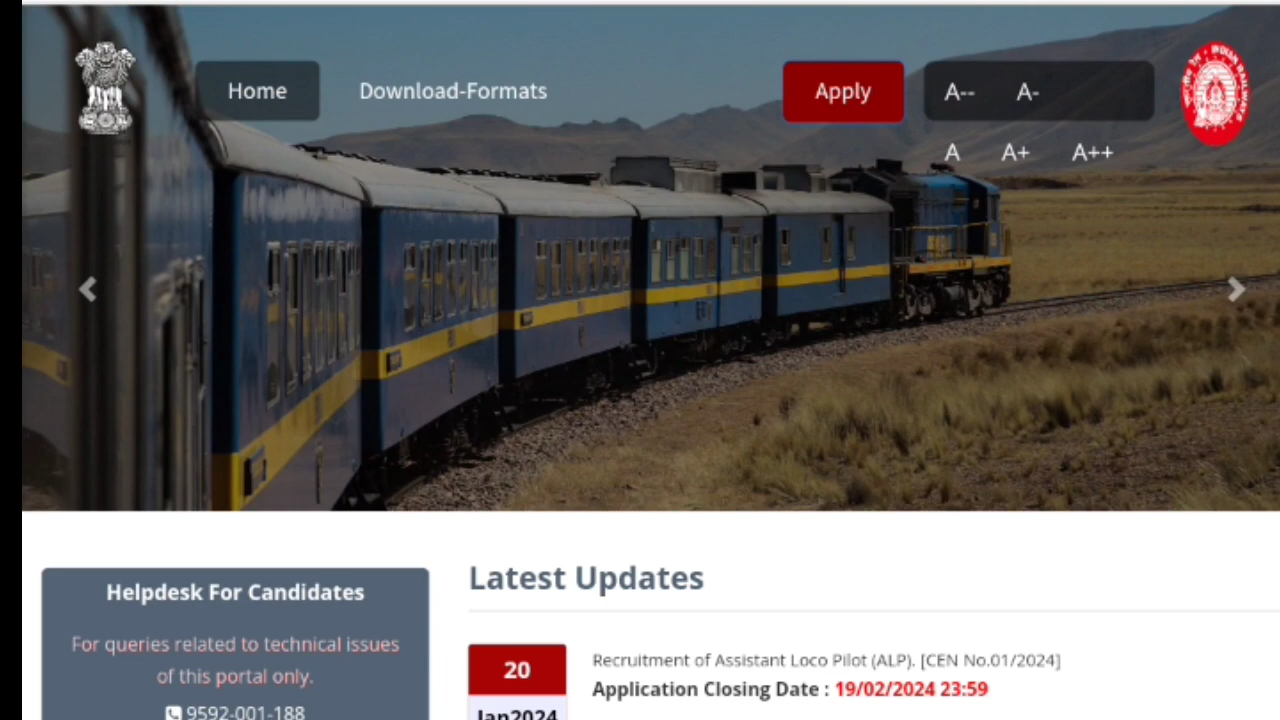 Home
Download-Formats
Apply
A-- A-
A A+ A++
INDIAN RAILWAYS
Helpdesk For Candidates
For queries related to technical issues
of this portal only.
9592-001-188
Latest Updates
20
Jan2024
Recruitment of Assistant Loco Pilot (ALP). [CEN No.01/2024]
Application Closing Date : 19/02/2024 23:59